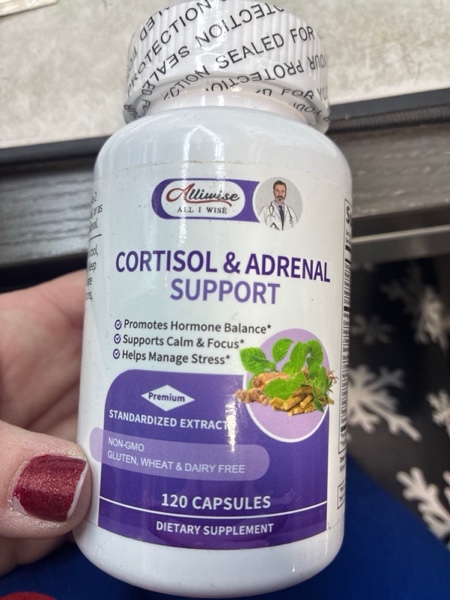 SEALED FOR
PROTECTION
Alliwise
ALL I WISE
CORTISOL & ADRENAL
SUPPORT
Promotes Hormone Balance*
Supports Calm & Focus*
Helps Manage Stress*
Premium
STANDARDIZED EXTRACT
NON-GMO
GLUTEN, WHEAT & DAIRY FREE
120 CAPSULES
DIETARY SUPPLEMENT